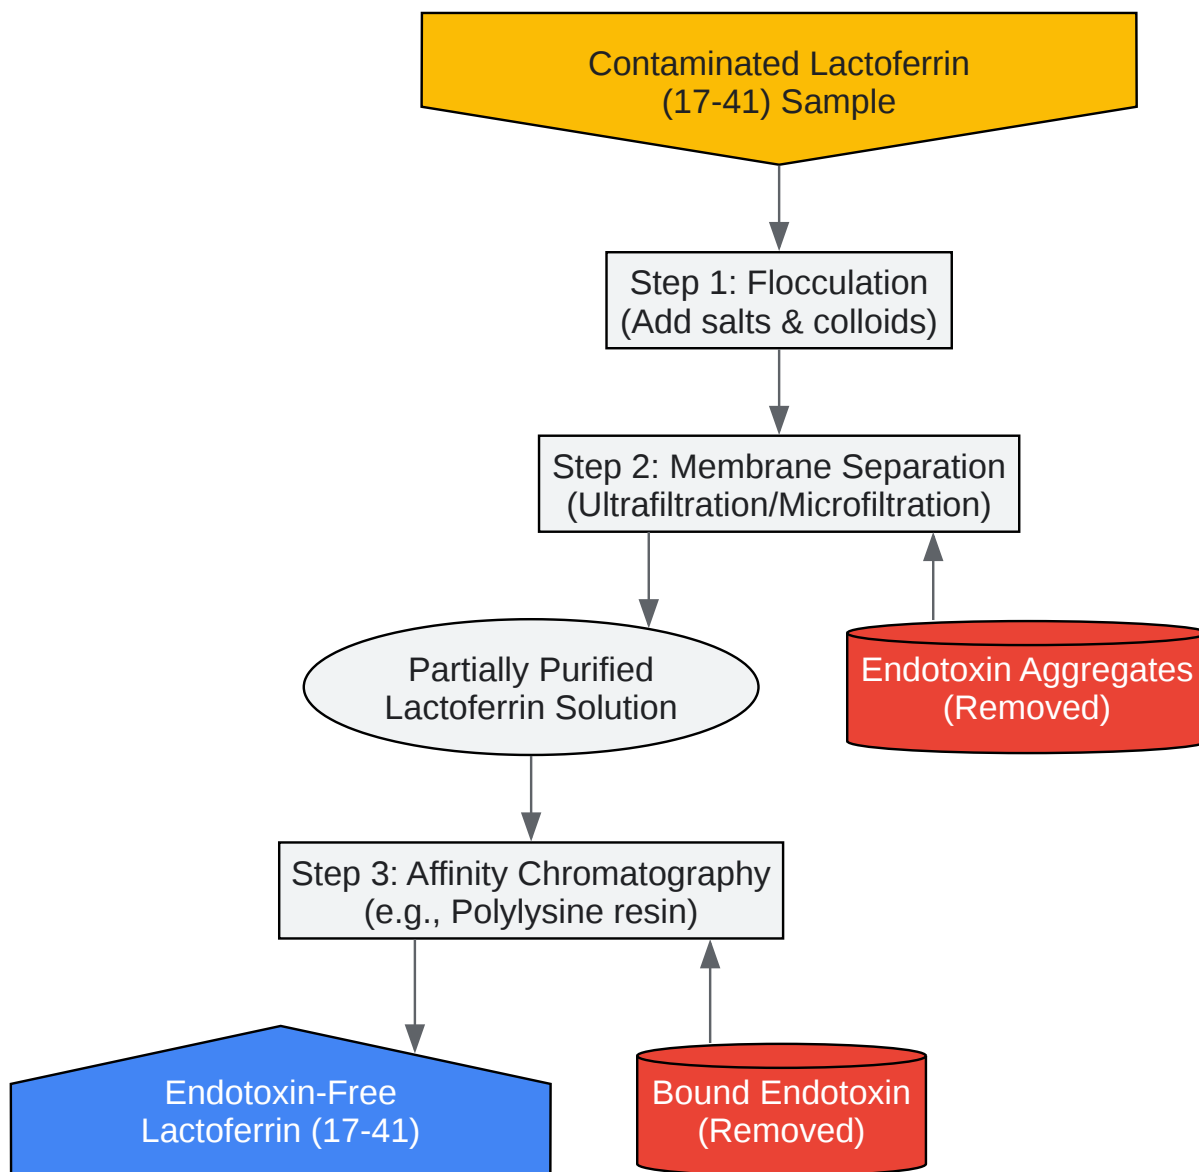 Contaminated Lactoferrin
(17-41) Sample
Step 1: Flocculation
(Add salts & colloids)
Step 2: Membrane Separation
(Ultrafiltration/Microfiltration)
Partially Purified
Lactoferrin Solution
Endotoxin Aggregates
(Removed)
Step 3: Affinity Chromatography
(e.g., Polylysine resin)
Endotoxin-Free
Lactoferrin (17-41)
Bound Endotoxin
(Removed)